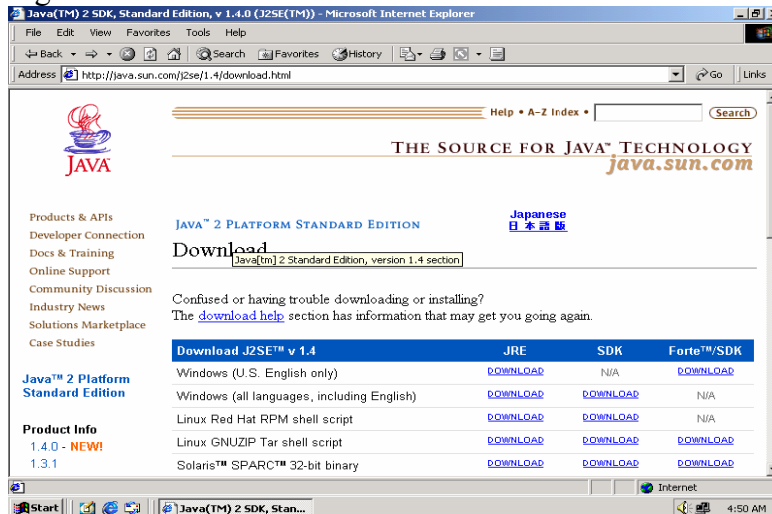 Java(TM) 2 SDK, Standard Edition, v 1.4.0 (J2SE(TM)) - Microsoft Internet Explorer
File Edit View Favorites Tools Help
Back Search Favorites History
Address http://java.sun.com/j2se/1.4/download.html Go Links
Help • A-Z Index • Search
THE SOURCE FOR JAVA™ TECHNOLOGY
java.sun.com
JAVA
Products & APIs
Developer Connection
Docs & Training
Online Support
Community Discussion
Industry News
Solutions Marketplace
Case Studies
Java™ 2 Platform
Standard Edition
Product Info
1.4.0 - NEW!
1.3.1
JAVA™ 2 PLATFORM STANDARD EDITION
Japanese
日本語版
Download
Java[tm] 2 Standard Edition, version 1.4 section
Confused or having trouble downloading or installing?
The download help section has information that may get you going again.
Download J2SE™ v 1.4 JRE SDK Forte™/SDK
Windows (U.S. English only) DOWNLOAD N/A DOWNLOAD
Windows (all languages, including English) DOWNLOAD DOWNLOAD N/A
Linux Red Hat RPM shell script DOWNLOAD DOWNLOAD N/A
Linux GNUZIP Tar shell script DOWNLOAD DOWNLOAD DOWNLOAD
Solaris™ SPARC™ 32-bit binary DOWNLOAD DOWNLOAD DOWNLOAD
Internet
Start Java(TM) 2 SDK, Stan... 4:50 AM